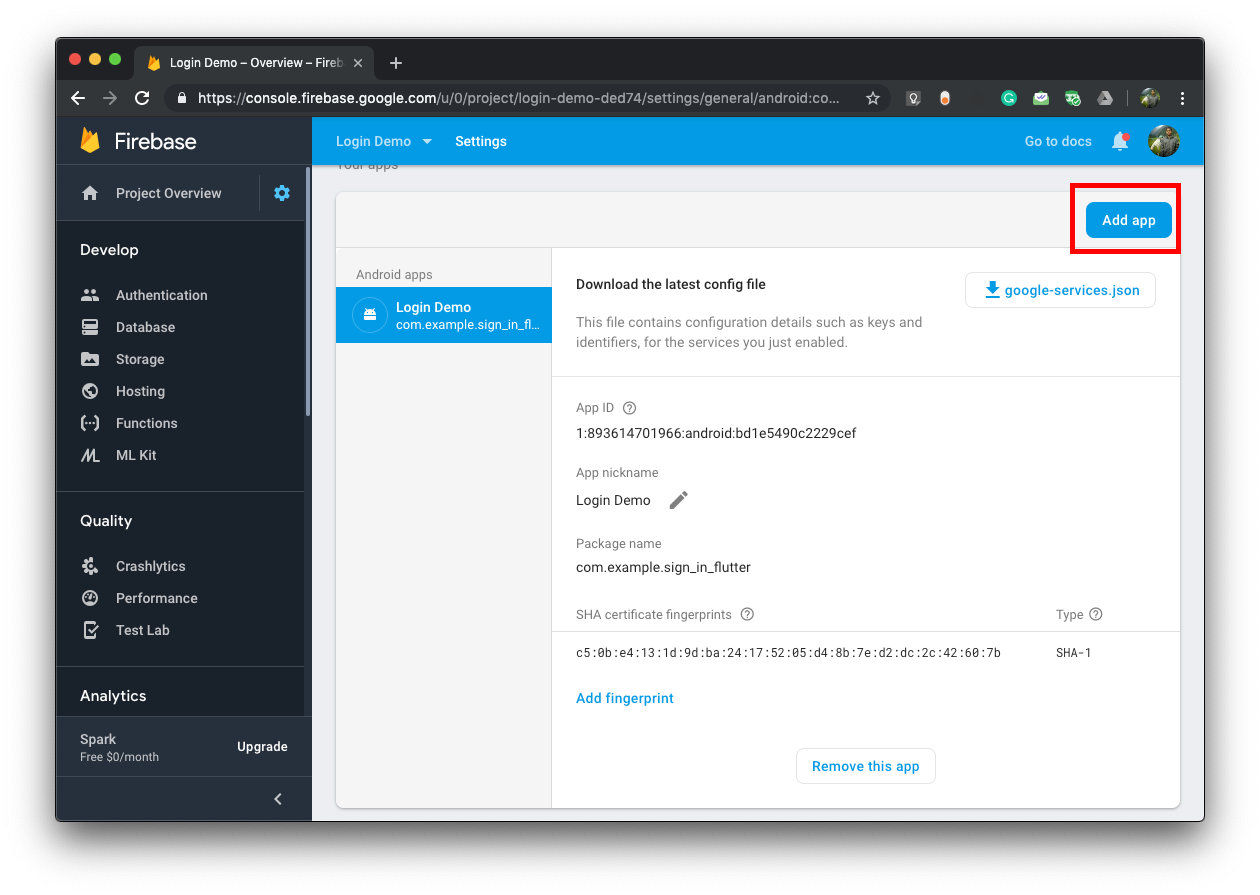 Login Demo – Overview – Fireb
https://console.firebase.google.com/u/0/project/login-demo-ded74/settings/general/android:co...
Firebase
Login Demo
Settings
Go to docs
Your apps
Project Overview
Add app
Develop
Authentication
Database
Storage
Hosting
Functions
ML Kit
Quality
Crashlytics
Performance
Test Lab
Analytics
Spark
Free $0/month
Upgrade
Android apps
Login Demo
com.example.sign_in_fl...
Download the latest config file
google-services.json
This file contains configuration details such as keys and
identifiers, for the services you just enabled.
App ID
1:893614701966:android:bd1e5490c2229cef
App nickname
Login Demo
Package name
com.example.sign_in_flutter
SHA certificate fingerprints
Type
c5:0b:e4:13:1d:9d:ba:24:17:52:05:d4:8b:7e:d2:dc:2c:42:60:7b
SHA-1
Add fingerprint
Remove this app